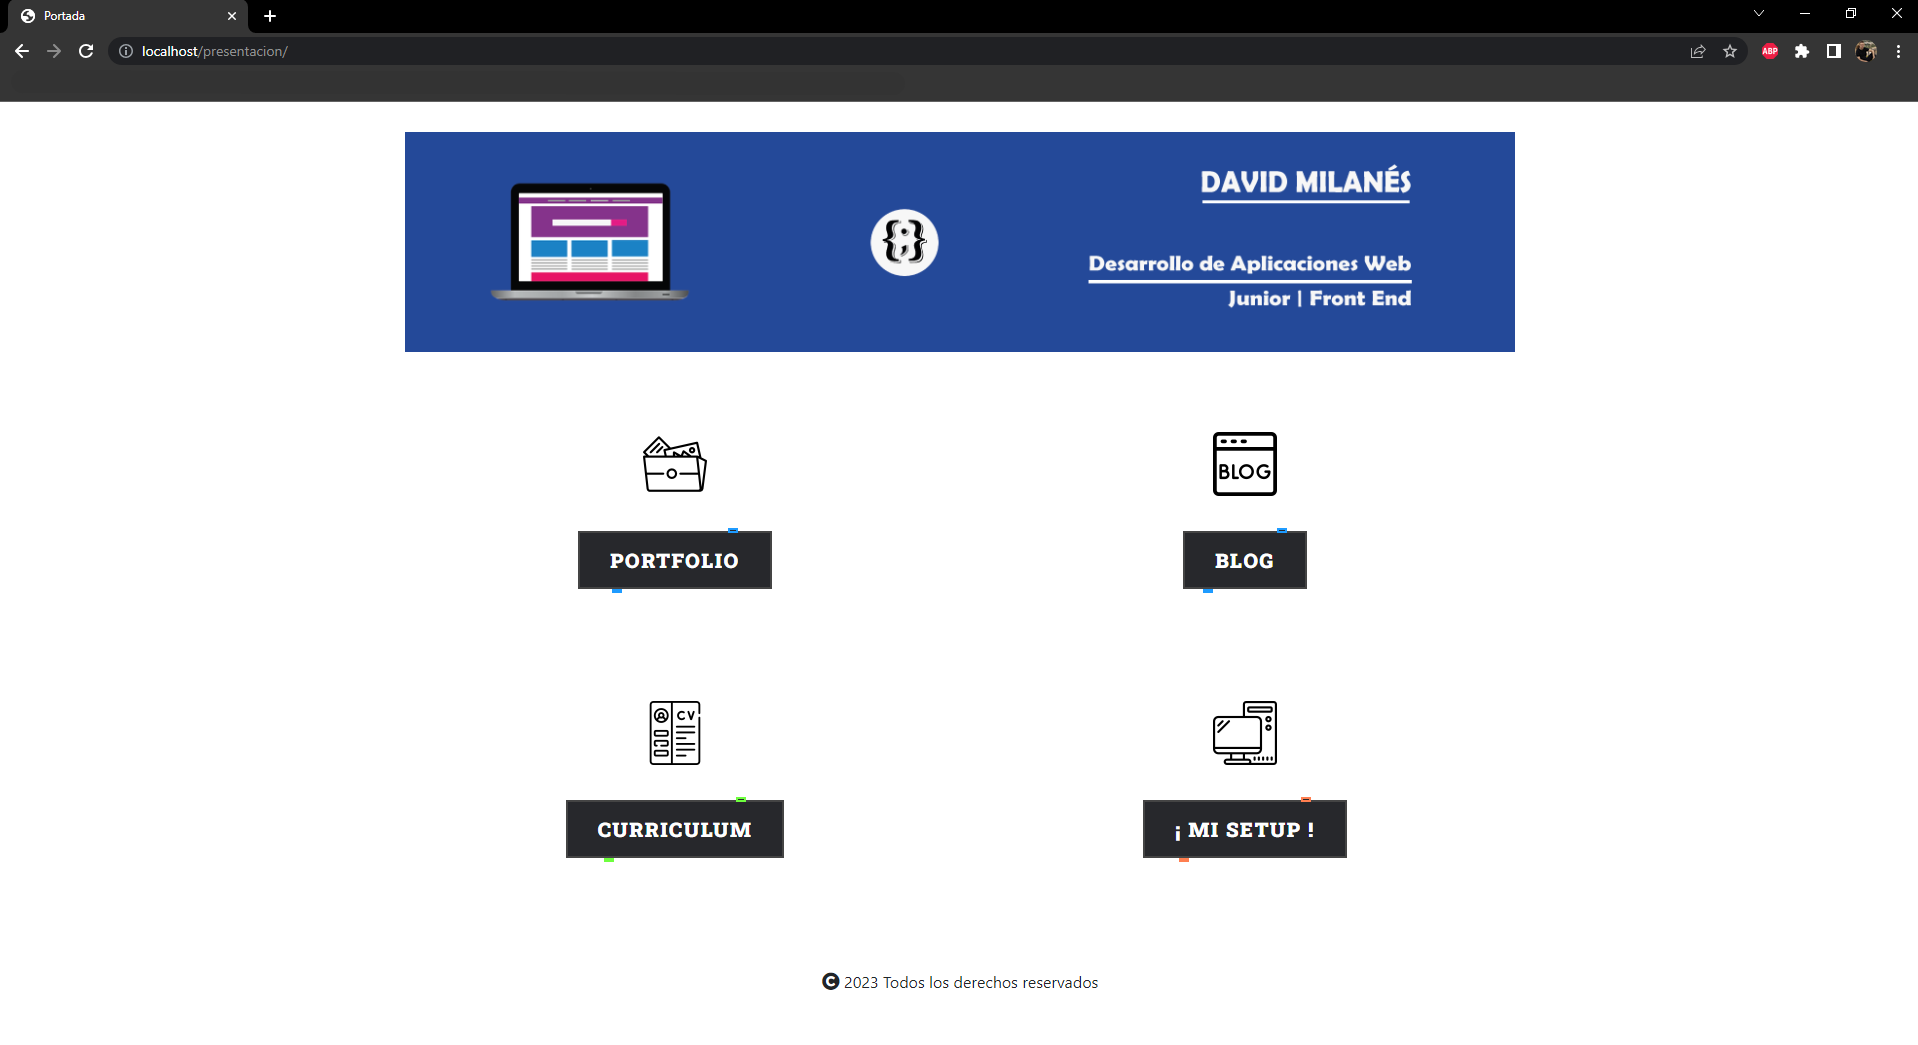 Portada
localhost/presentacion/
ABP
DAVID MILANÉS
{;}
Desarrollo de Aplicaciones Web
Junior | Front End
BLOG
PORTFOLIO
BLOG
CV
CURRICULUM
¡ MI SETUP !
© 2023 Todos los derechos reservados